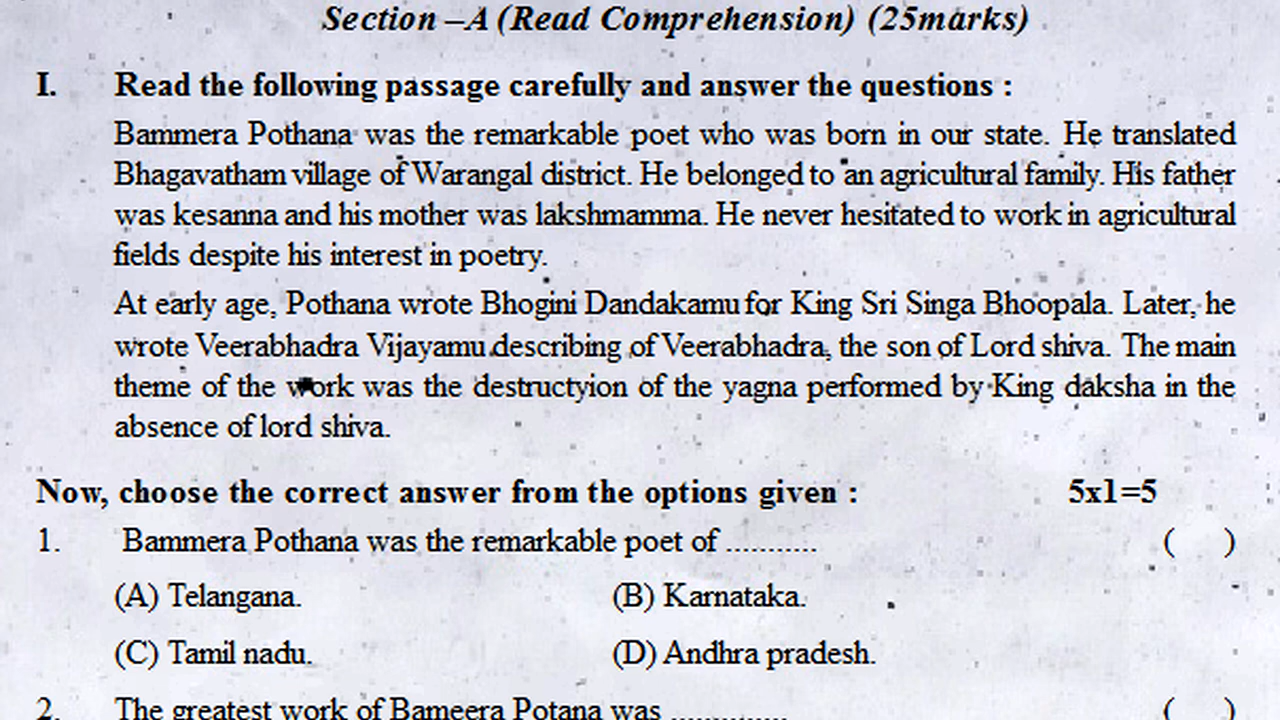 Section –A (Read Comprehension) (25marks)
I. Read the following passage carefully and answer the questions :
Bammera Pothana was the remarkable poet who was born in our state. He translated
Bhagavatham village of Warangal district. He belonged to an agricultural family. His father
was kesanna and his mother was lakshmamma. He never hesitated to work in agricultural
fields despite his interest in poetry.
At early age, Pothana wrote Bhogini Dandakamu for King Sri Singa Bhoopala. Later, he
wrote Veerabhadra Vijayamu describing of Veerabhadra, the son of Lord shiva. The main
theme of the work was the destructyion of the yagna performed by King daksha in the
absence of lord shiva.
Now, choose the correct answer from the options given : 5x1=5
1. Bammera Pothana was the remarkable poet of ........... ( )
(A) Telangana. (B) Karnataka.
(C) Tamil nadu. (D) Andhra pradesh.
2. The greatest work of Bameera Potana was ............. ( )